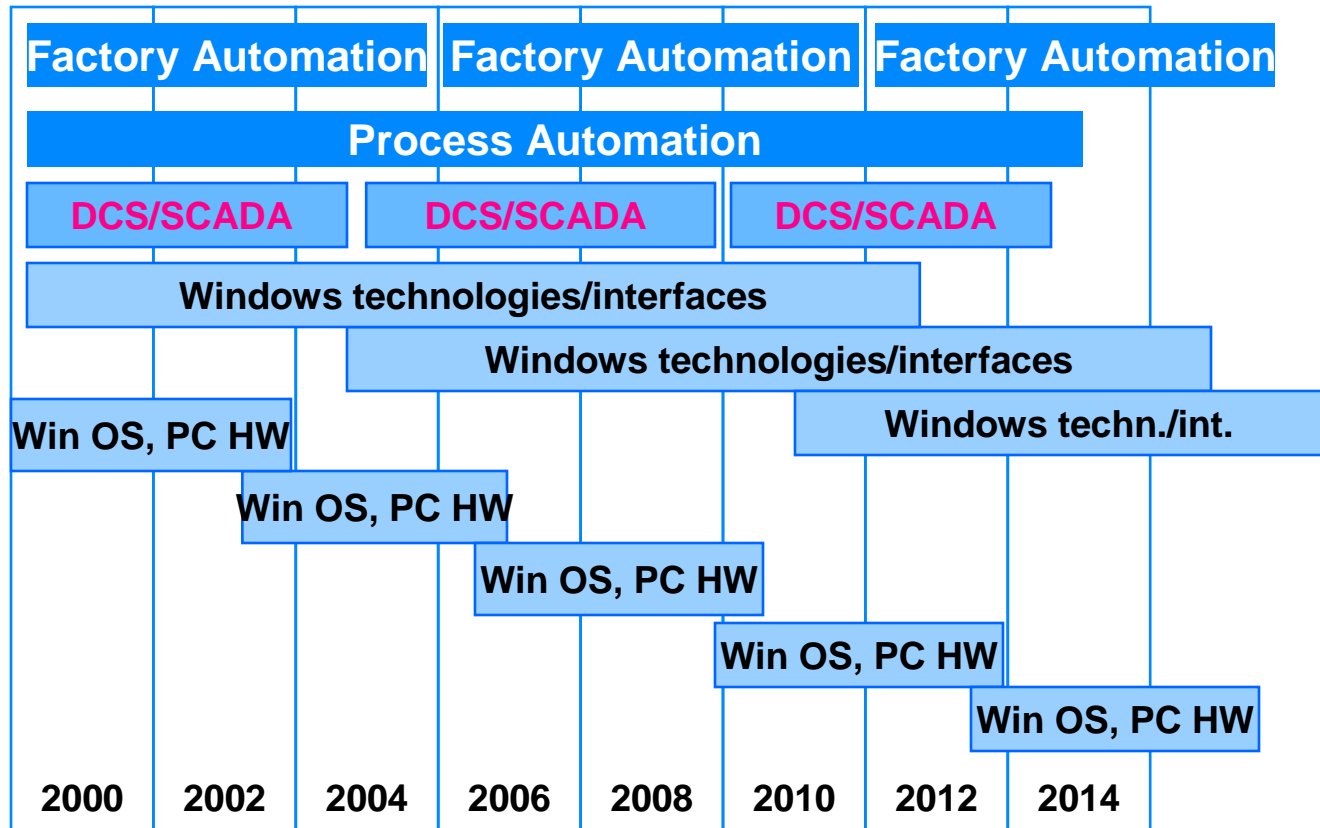 Factory Automation Factory Automation Factory Automation
Process Automation
DCS/SCADA DCS/SCADA DCS/SCADA
Windows technologies/interfaces
Windows technologies/interfaces
Windows techn./int.
Win OS, PC HW
Win OS, PC HW
Win OS, PC HW
Win OS, PC HW
Win OS, PC HW
2000 2002 2004 2006 2008 2010 2012 2014